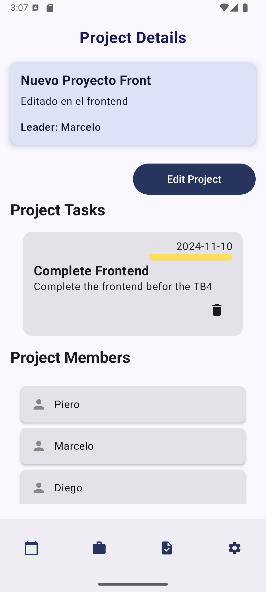 3:07
Project Details
Nuevo Proyecto Front
Editado en el frontend
Leader: Marcelo
Edit Project
Project Tasks
2024-11-10
Complete Frontend
Complete the frontend befor the TB4
Project Members
Piero
Marcelo
Diego